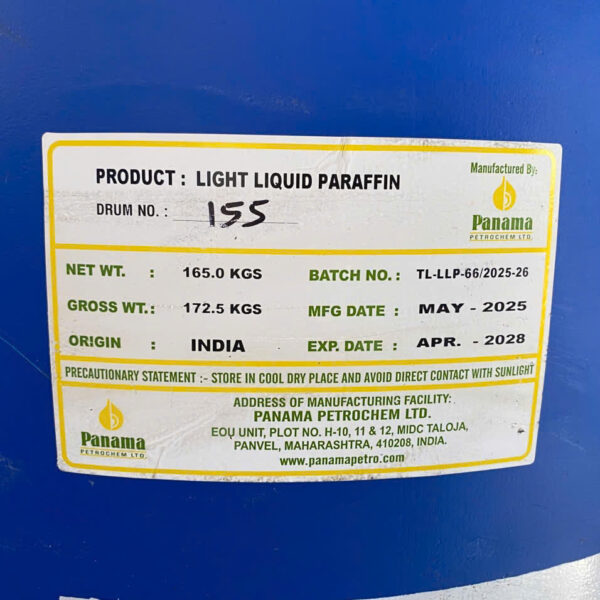 PRODUCT : LIGHT LIQUID PARAFFIN
Manufactured By:
DRUM NO. : 155
Panama
PETROCHEM LTD.
NET WT. : 165.0 KGS
BATCH NO. : TL-LLP-66/2025-26
GROSS WT. : 172.5 KGS
MFG DATE : MAY - 2025
ORIGIN : INDIA
EXP. DATE : APR. - 2028
PRECAUTIONARY STATEMENT :- STORE IN COOL DRY PLACE AND AVOID DIRECT CONTACT WITH SUNLIGHT
Panama
PETROCHEM LTD.
ADDRESS OF MANUFACTURING FACILITY:
PANAMA PETROCHEM LTD.
EOU UNIT, PLOT NO. H-10, 11 & 12, MIDC TALOJA,
PANVEL, MAHARASHTRA, 410208, INDIA.
www.panamapetro.com